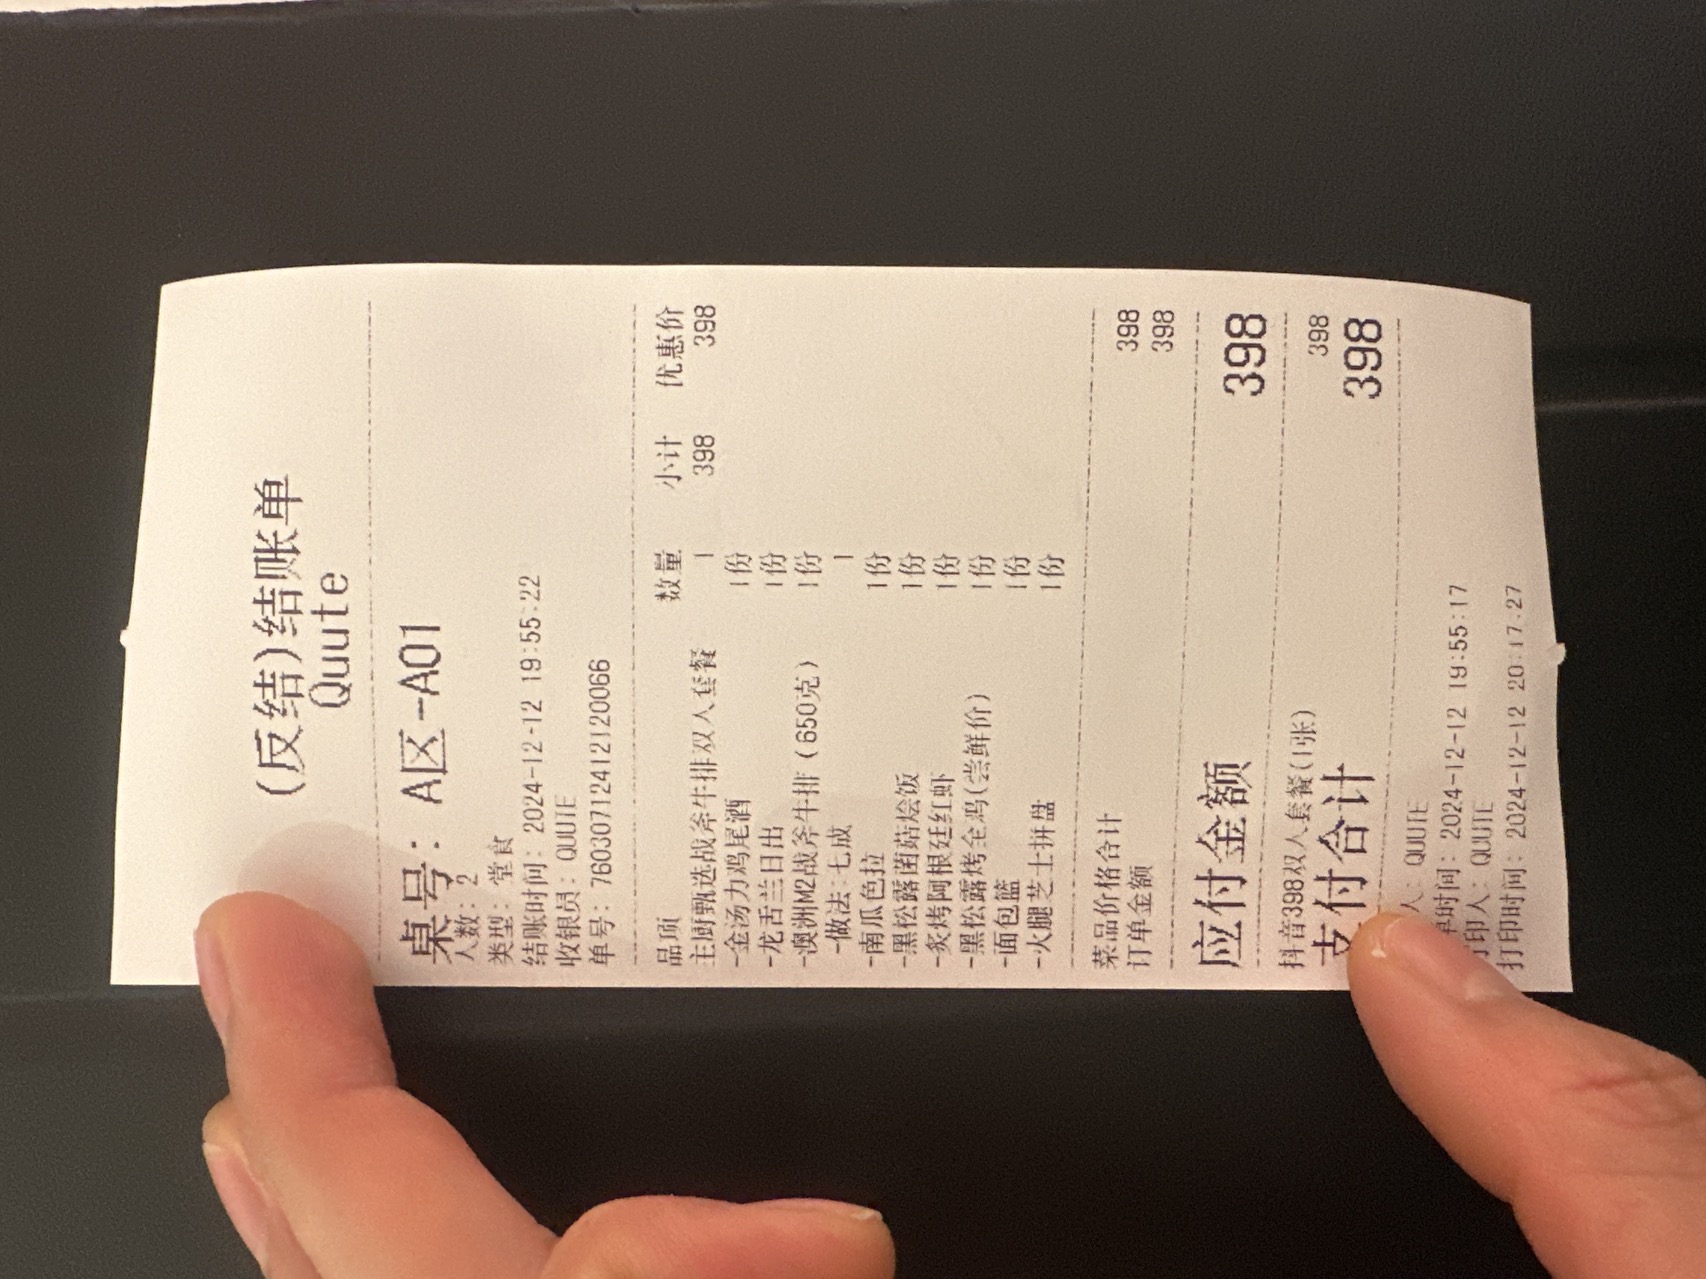 (反结)结账单
Quute
桌号: A区-A01
人数: 2
类型: 堂食
结账时间: 2024-12-12 19:55:22
收银员: QUUTE
单号: 76030712412120066
品项 数量 小计 优惠价
主厨甄选战斧牛排双人套餐 1 398 398
-金汤力鸡尾酒 1份
-龙舌兰日出 1份
-澳洲M2战斧牛排(650克) 1份
-做法:七成 1
-南瓜色拉 1份
-黑松露菌菇烩饭 1份
-炙烤阿根廷红虾 1份
-黑松露烤全鸡(尝鲜价) 1份
-面包篮 1份
-火腿芝士拼盘 1份
菜品价格合计 398
订单金额 398
应付金额 398
抖音398双人套餐(1张) 398
支付合计 398
人: QUUTE
单时间: 2024-12-12 19:55:17
打印人: QUUTE
打印时间: 2024-12-12 20:17:27